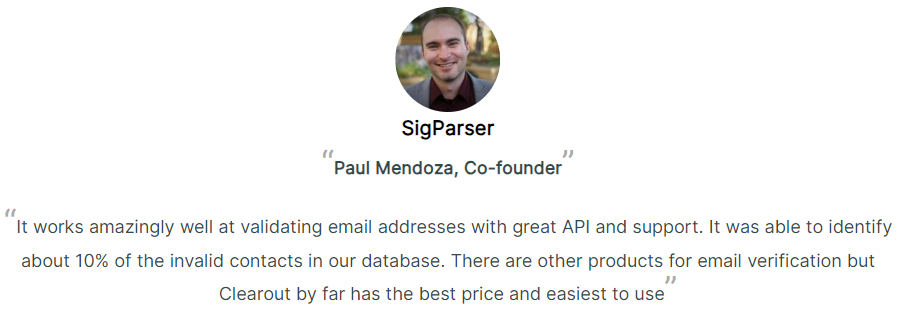 SigParser
“Paul Mendoza, Co-founder”
“It works amazingly well at validating email addresses with great API and support. It was able to identify
about 10% of the invalid contacts in our database. There are other products for email verification but
Clearout by far has the best price and easiest to use”